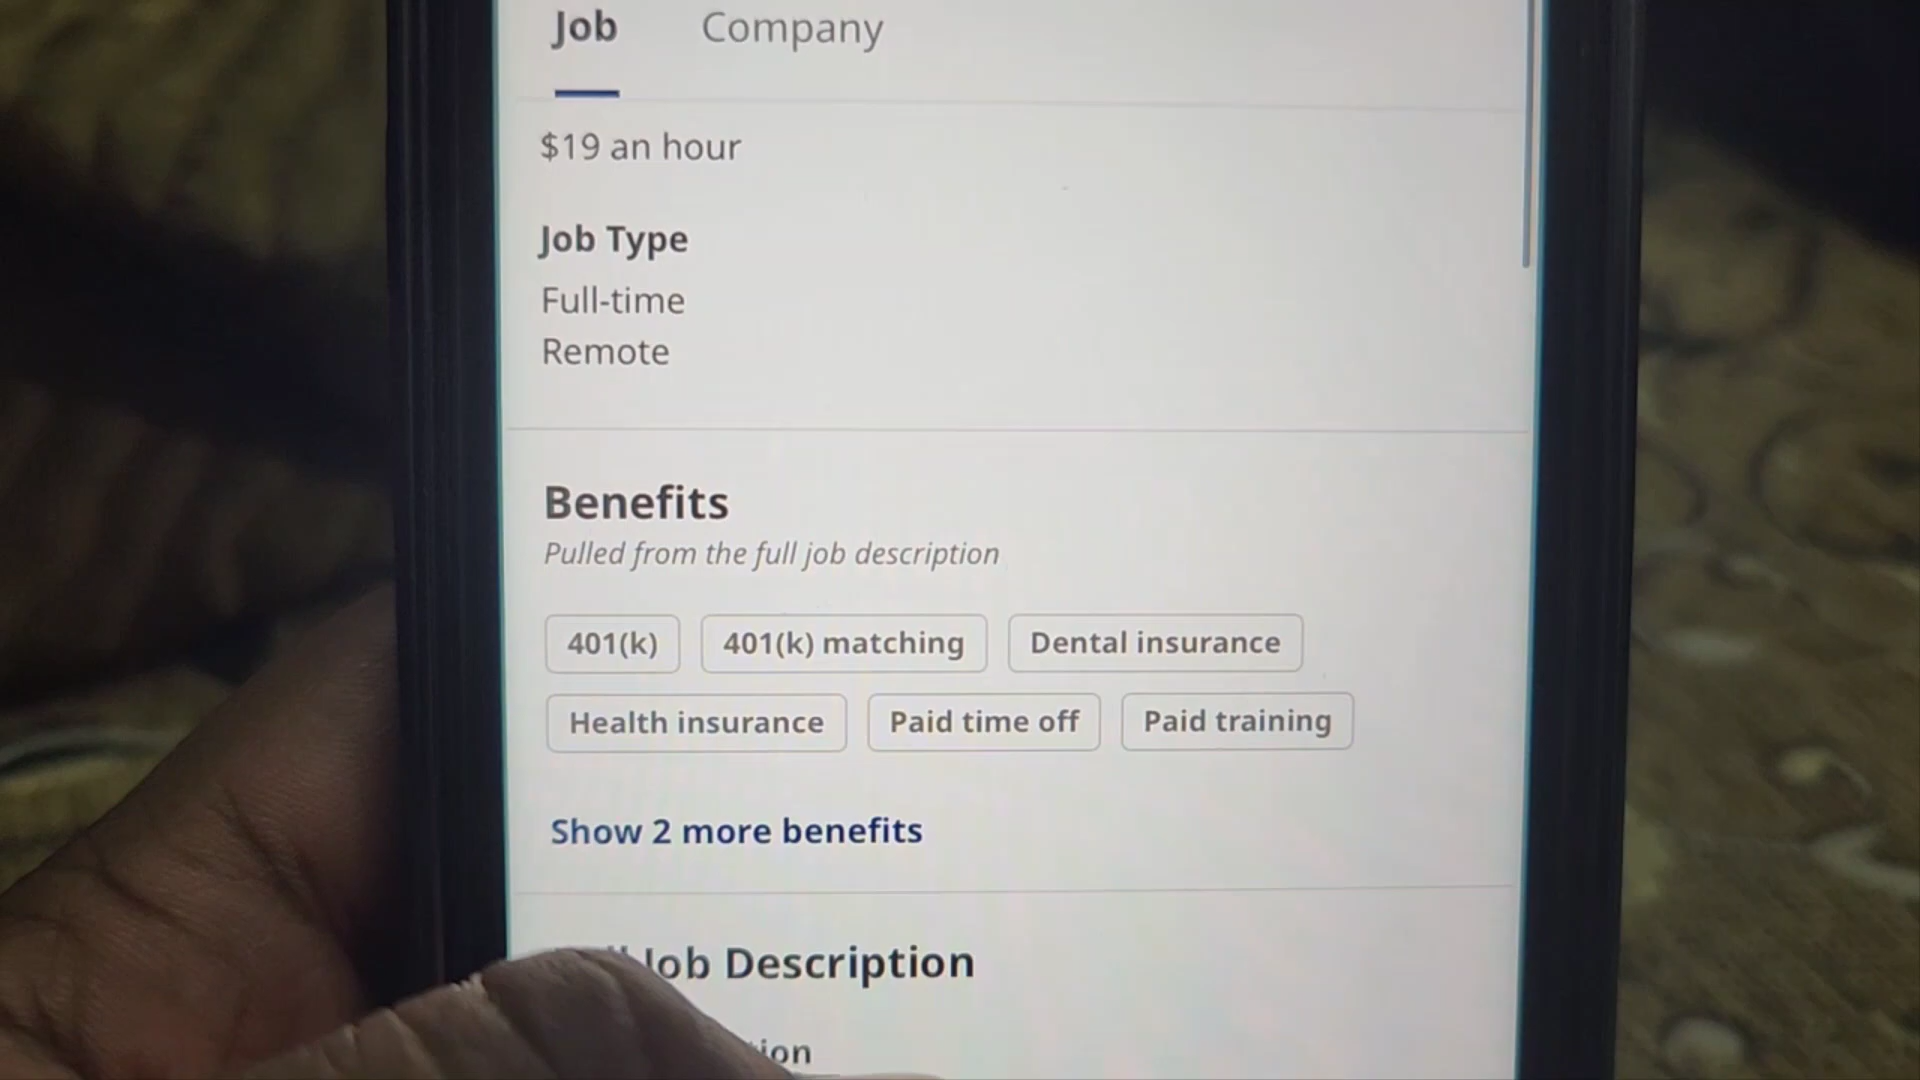 Job Company
$19 an hour
Job Type
Full-time
Remote
Benefits
Pulled from the full job description
401(k) 401(k) matching Dental insurance
Health insurance Paid time off Paid training
Show 2 more benefits
Job Description